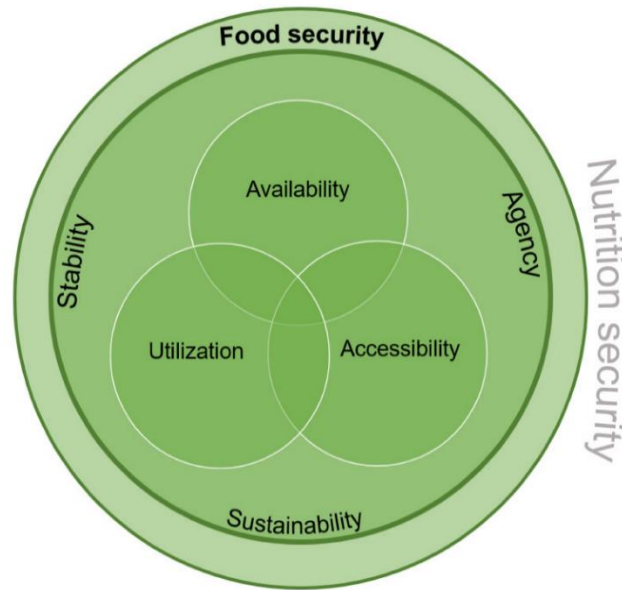 Food security
Availability
Stability
Agency
Nutrition security
Utilization
Accessibility
Sustainability